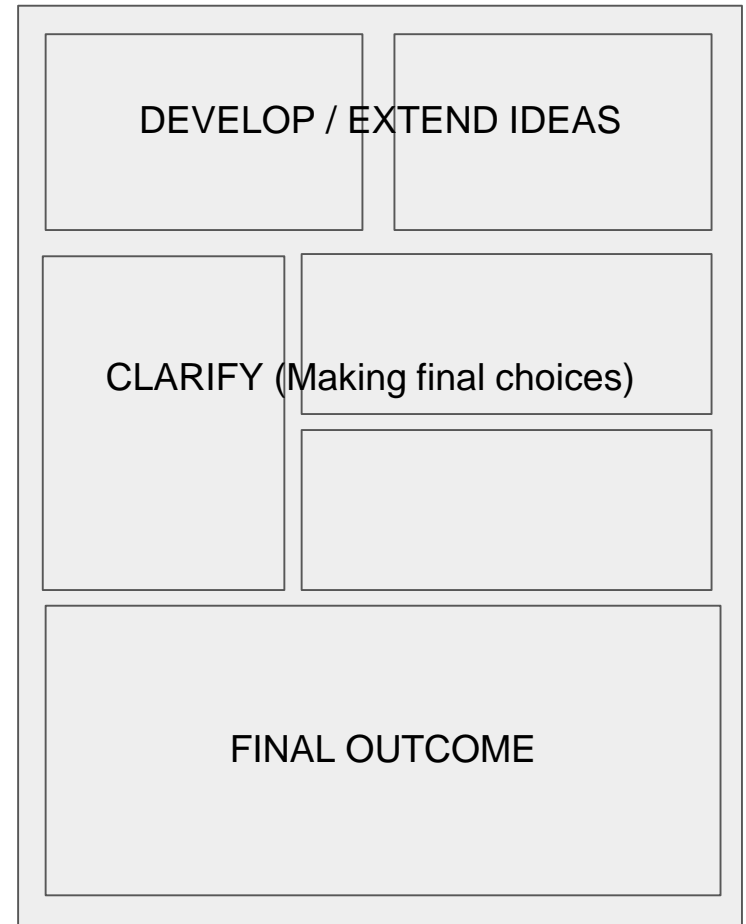 DEVELOP / EXTEND IDEAS
CLARIFY (Making final choices)
FINAL OUTCOME